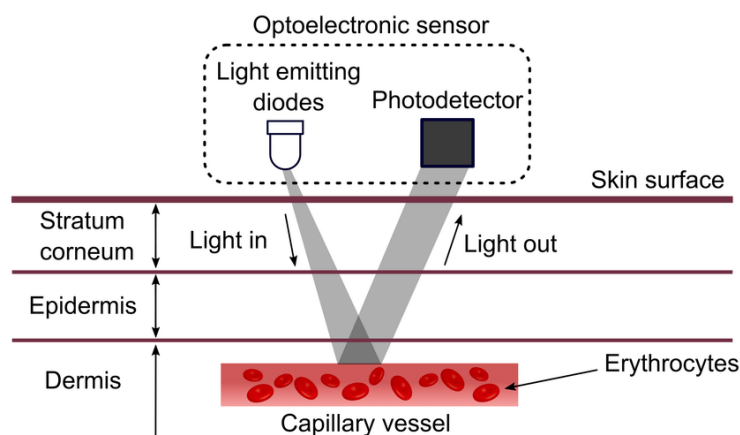 Optoelectronic sensor
Light emitting
diodes
Photodetector
Skin surface
Stratum
corneum
Light in
Light out
Epidermis
Dermis
Erythrocytes
Capillary vessel